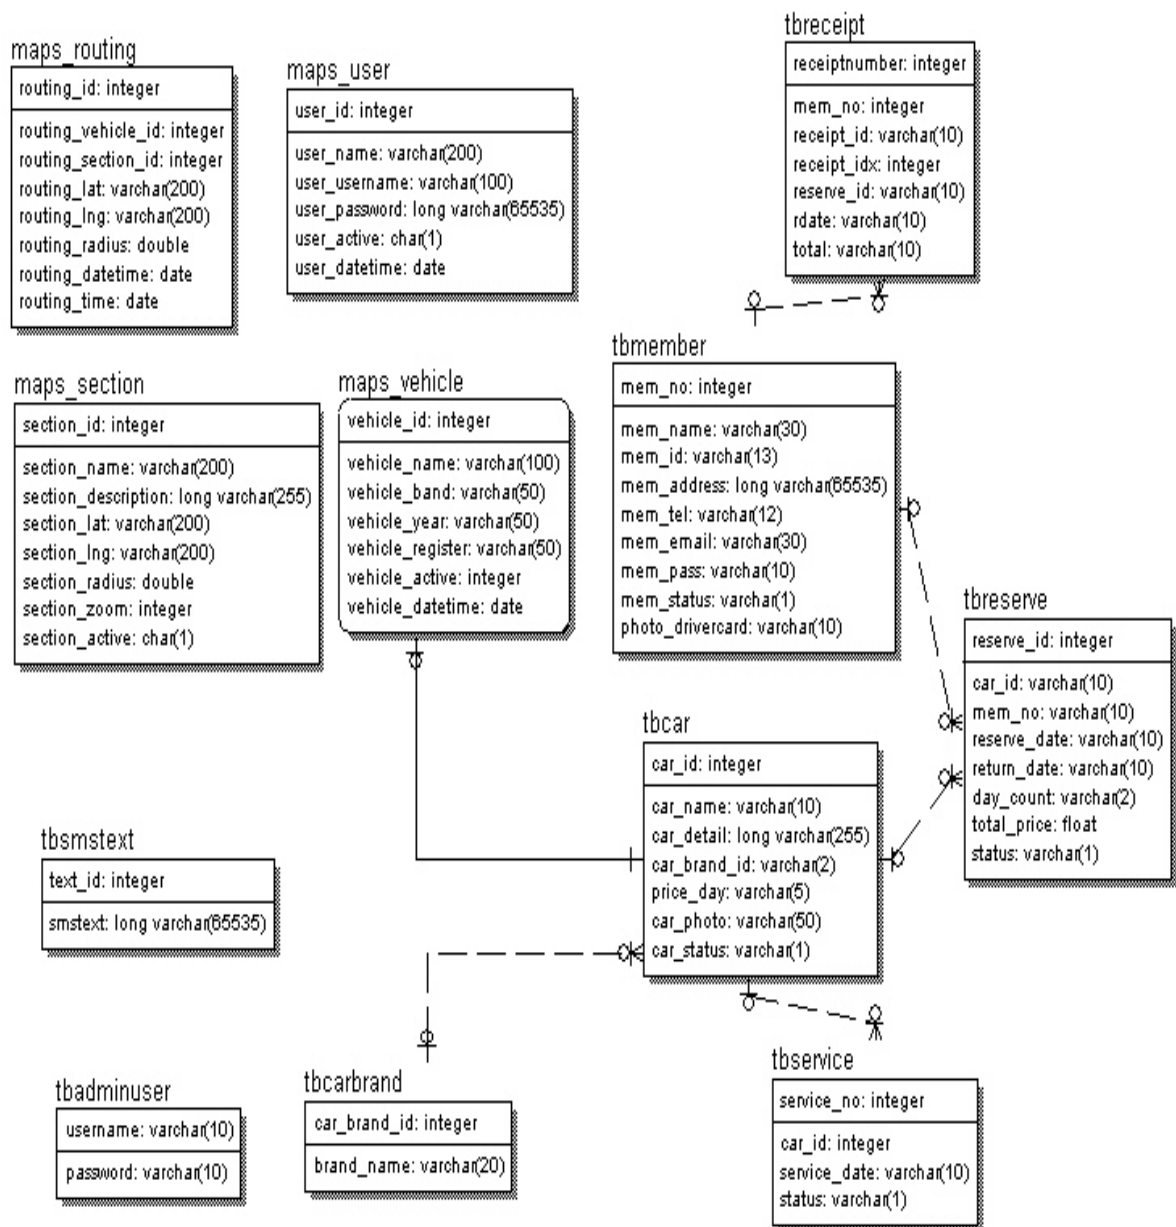 maps_routing
routing_id: integer
routing_vehicle_id: integer
routing_section_id: integer
routing_lat: varchar(200)
routing_lng: varchar(200)
routing_radius: double
routing_datetime: date
routing_time: date
maps_user
user_id: integer
user_name: varchar(200)
user_username: varchar(100)
user_password: long varchar(65535)
user_active: char(1)
user_datetime: date
tbreceipt
receiptnumber: integer
mem_no: integer
receipt_id: varchar(10)
receipt_idx: integer
reserve_id: varchar(10)
rdate: varchar(10)
total: varchar(10)
maps_section
section_id: integer
section_name: varchar(200)
section_description: long varchar(255)
section_lat: varchar(200)
section_lng: varchar(200)
section_radius: double
section_zoom: integer
section_active: char(1)
maps_vehicle
vehicle_id: integer
vehicle_name: varchar(100)
vehicle_band: varchar(50)
vehicle_year: varchar(50)
vehicle_register: varchar(50)
vehicle_active: integer
vehicle_datetime: date
tbmember
mem_no: integer
mem_name: varchar(30)
mem_id: varchar(13)
mem_address: long varchar(65535)
mem_tel: varchar(12)
mem_email: varchar(30)
mem_pass: varchar(10)
mem_status: varchar(1)
photo_drivercard: varchar(10)
tbreserve
reserve_id: integer
car_id: varchar(10)
mem_no: varchar(10)
reserve_date: varchar(10)
return_date: varchar(10)
day_count: varchar(2)
total_price: float
status: varchar(1)
tbcar
car_id: integer
car_name: varchar(10)
car_detail: long varchar(255)
car_brand_id: varchar(2)
price_day: varchar(5)
car_photo: varchar(50)
car_status: varchar(1)
tbsmstext
text_id: integer
smstext: long varchar(65535)
tbadminuser
username: varchar(10)
password: varchar(10)
tbcarbrand
car_brand_id: integer
brand_name: varchar(20)
tbservice
service_no: integer
car_id: integer
service_date: varchar(10)
status: varchar(1)